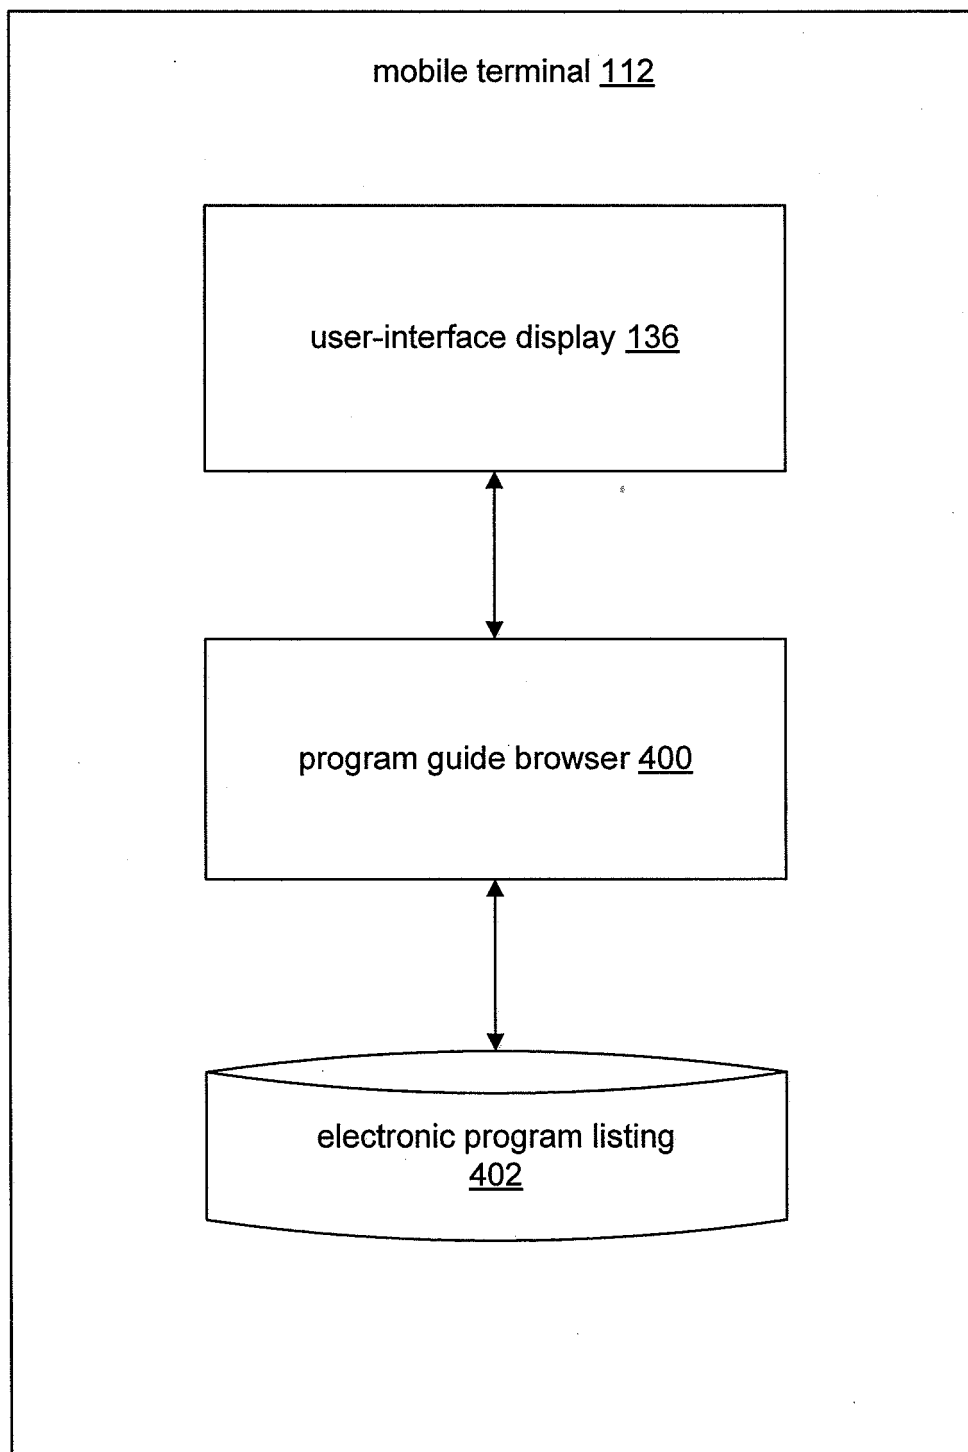 mobile terminal 112
user-interface display 136
program guide browser 400
electronic program listing
402